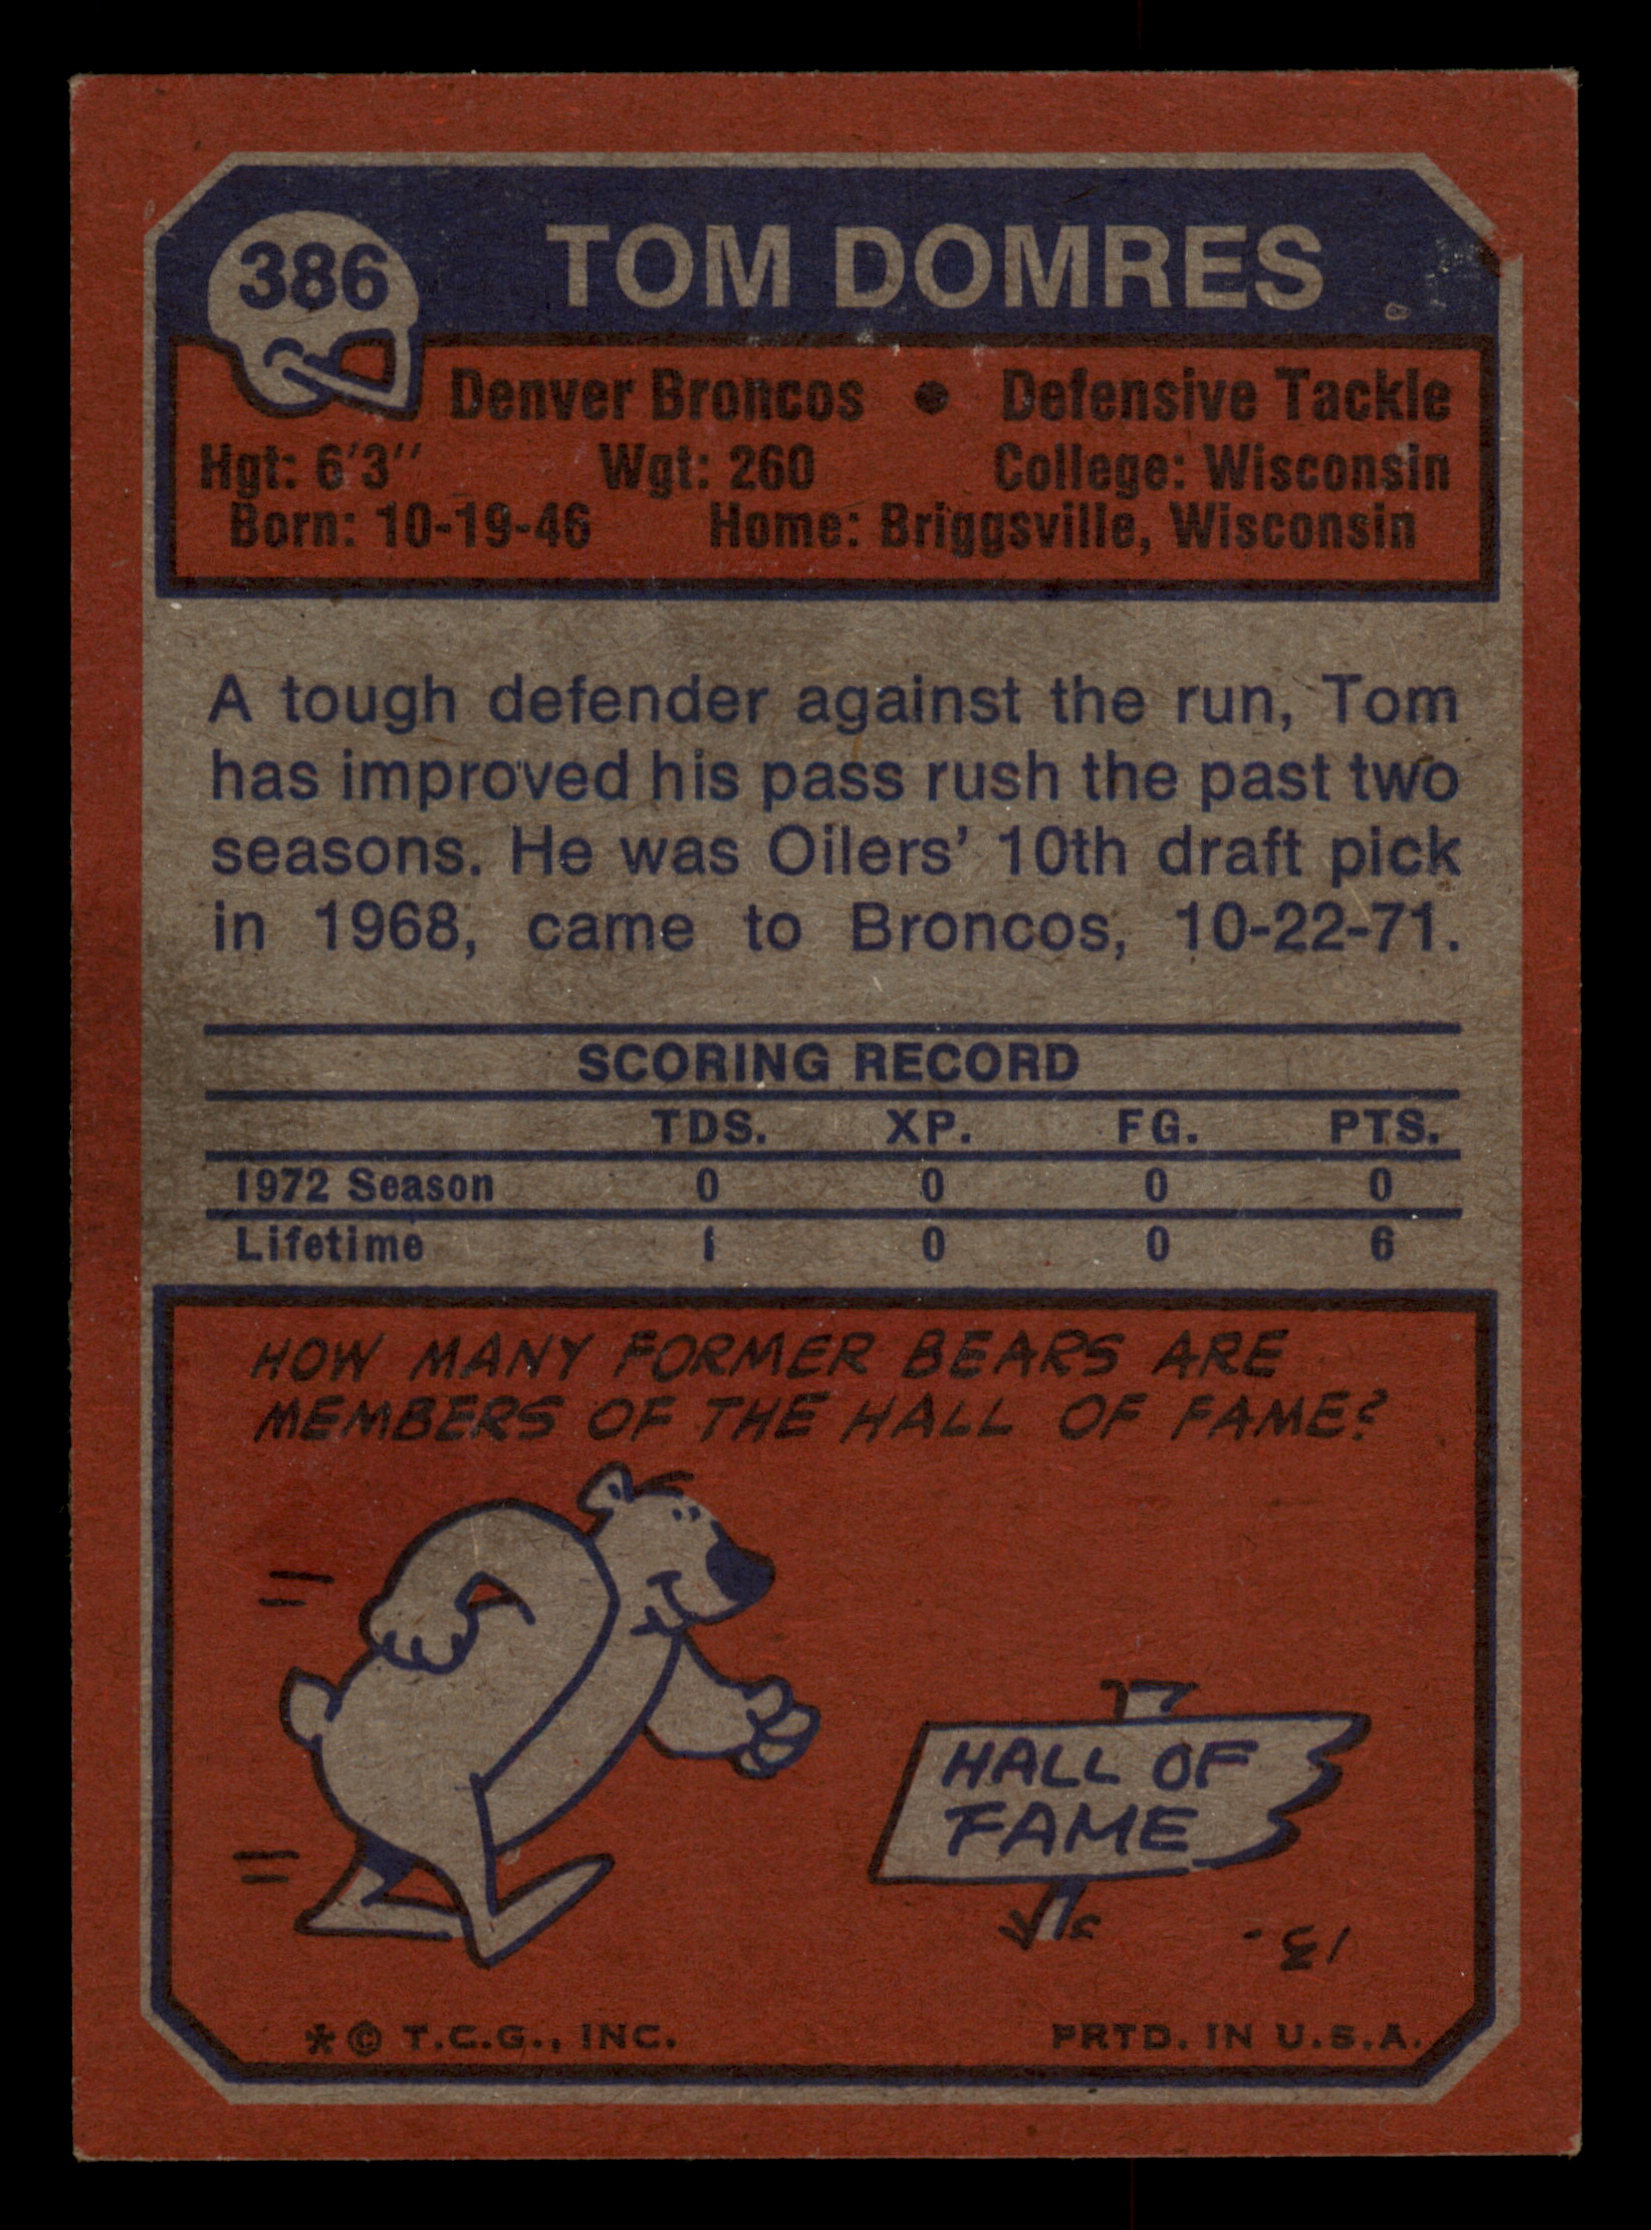 386
TOM DOMRES
Denver Broncos • Defensive Tackle
Hgt: 6'3" Wgt: 260 College: Wisconsin
Born: 10-19-46 Home: Briggsville, Wisconsin
A tough defender against the run, Tom
has improved his pass rush the past two
seasons. He was Oilers' 10th draft pick
in 1968, came to Broncos, 10-22-71.
SCORING RECORD
TDS. XP. FG. PTS.
1972 Season 0 0 0 0
Lifetime 1 0 0 6
HOW MANY FORMER BEARS ARE
MEMBERS OF THE HALL OF FAME?
HALL OF
FAME
13.
* © T.C.G., INC. PRTD. IN U.S.A.